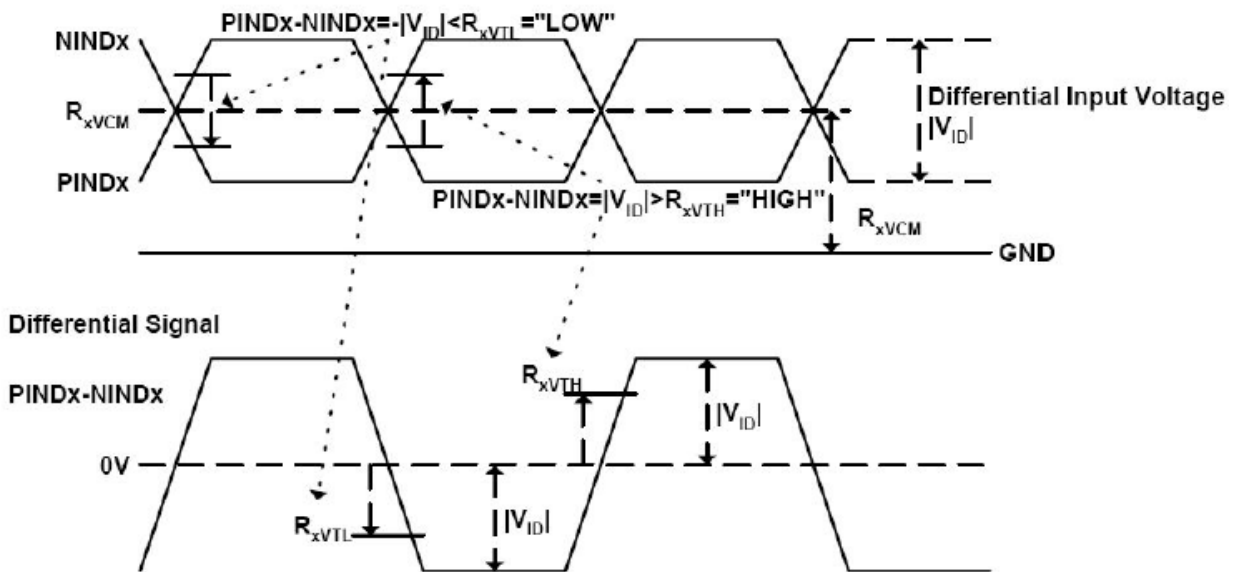 PINDx-NINDx=-|VID|<RxVTL="LOW"
NINDx
RxVCM
Differential Input Voltage
|VID|
PINDx
PINDx-NINDx=|VID|>RxVTH="HIGH"
RxVCM
GND
Differential Signal
RxVTH
PINDx-NINDx
|VID|
0V
RxVTL
|VID|